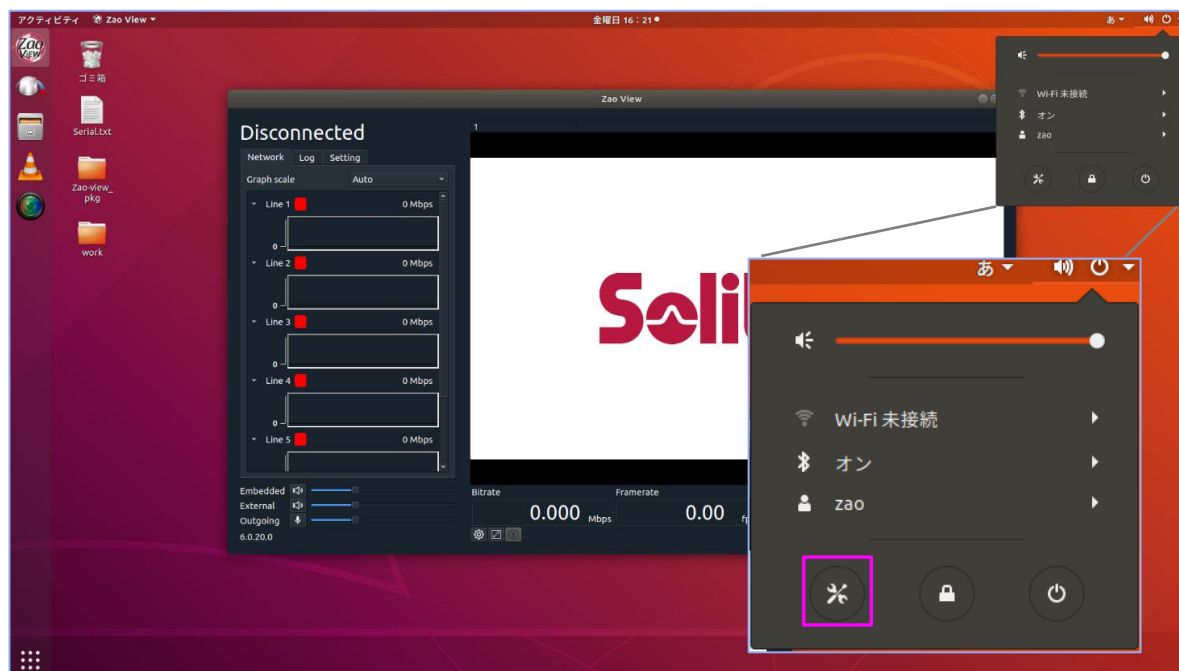 アクティビティ Zao View
金曜日 16：21
あ
ゴミ箱
Serial.txt
Zao-view_
pkg
work
Zao View
Disconnected
Network Log Setting
Graph scale Auto
Line 1 0 Mbps
0
Line 2 0 Mbps
0
Line 3 0 Mbps
0
Line 4 0 Mbps
0
Line 5 0 Mbps
Embedded
External
Outgoing
6.0.20.0
1
Soli
Bitrate
0.000 Mbps
Framerate
0.00
Wi-Fi 未接続
オン
zao
あ
Wi-Fi 未接続
オン
zao